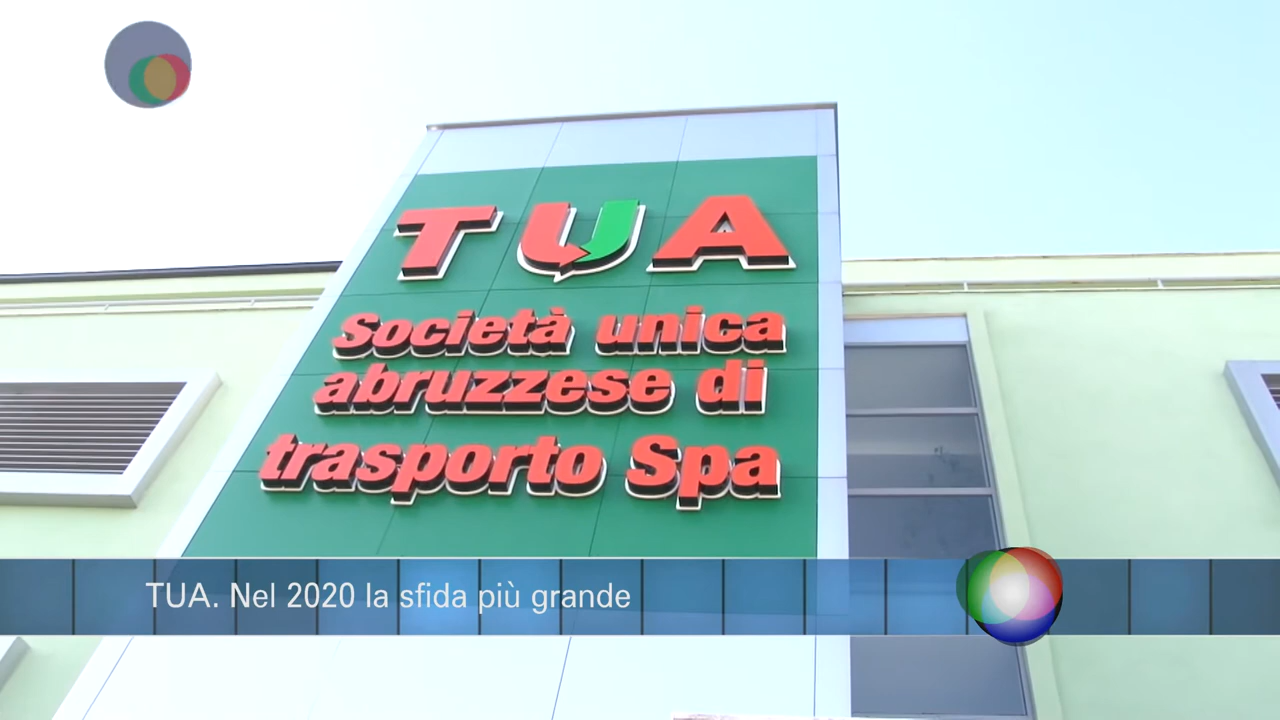 TUA
Società unica
abruzzese di
trasporto Spa
TUA. Nel 2020 la sfida più grande